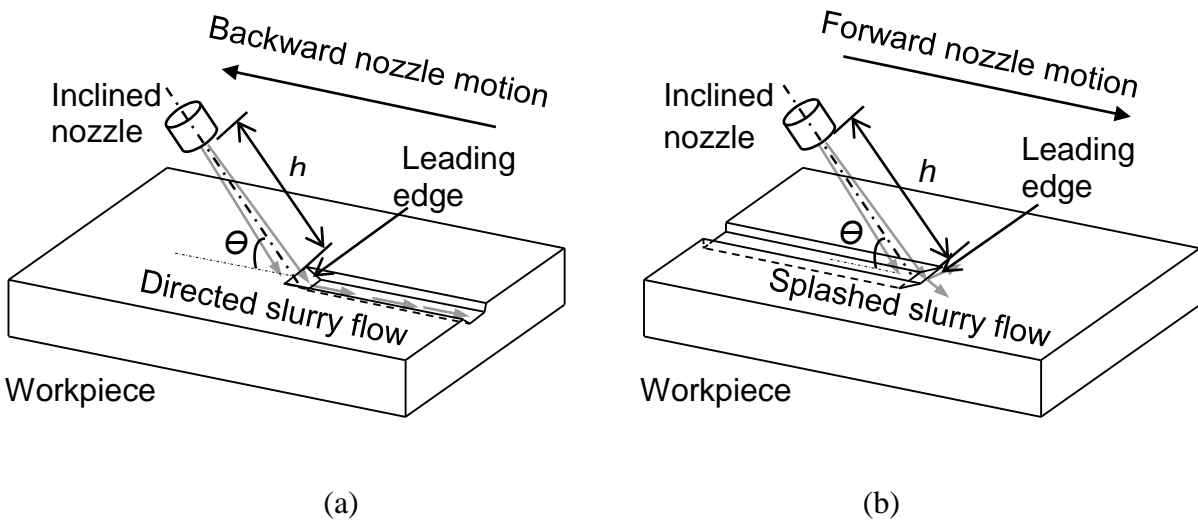 Backward nozzle motion
Inclined
nozzle
h
Leading
edge
Θ
Directed slurry flow
Workpiece
(a)
Forward nozzle motion
Inclined
nozzle
h
Leading
edge
Θ
Splashed slurry flow
Workpiece
(b)